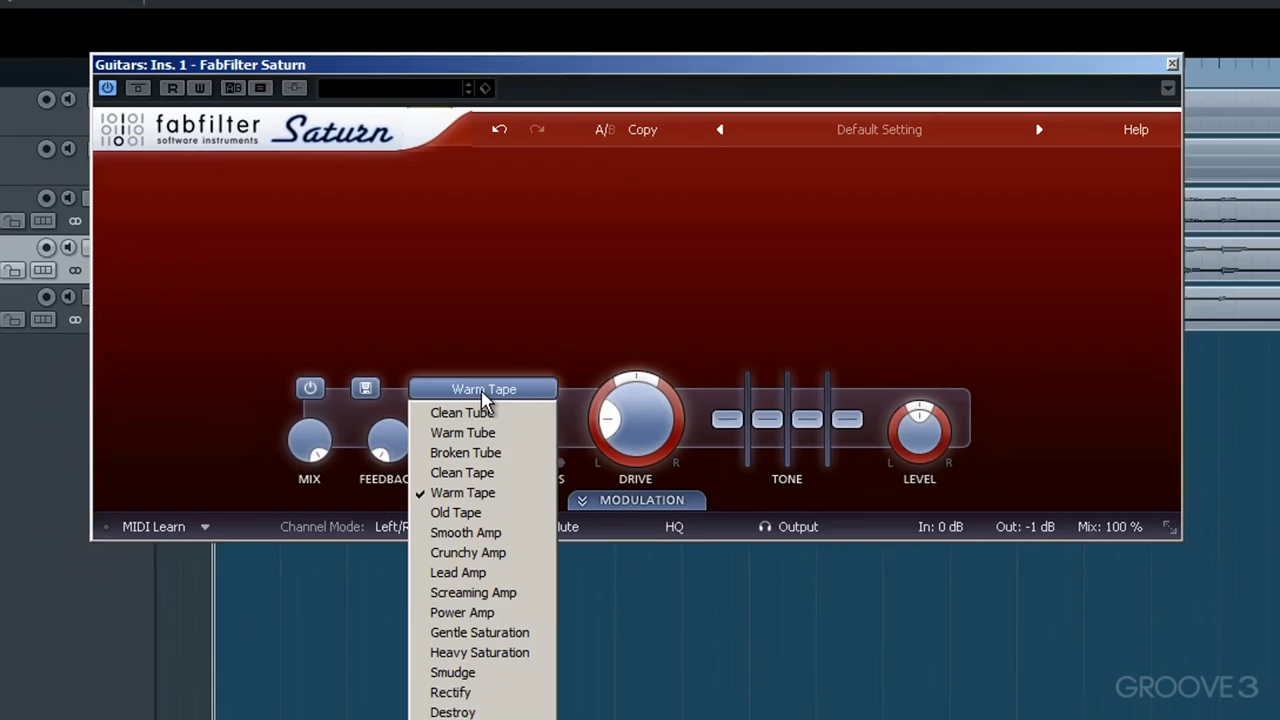 Guitars: Ins. 1 - FabFilter Saturn
R W
fabfilter
software instruments
Saturn
A/B Copy Default Setting Help
Warm Tape
Clean Tube
Warm Tube
Broken Tube
Clean Tape
Warm Tape
Old Tape
Smooth Amp
Crunchy Amp
Lead Amp
Screaming Amp
Power Amp
Gentle Saturation
Heavy Saturation
Smudge
Rectify
Destroy
L R
L R
MIX DRIVE TONE LEVEL
MODULATION
MIDI Learn Channel Mode: HQ Output In: 0 dB Out: -1 dB Mix: 100 %
GROOVE3